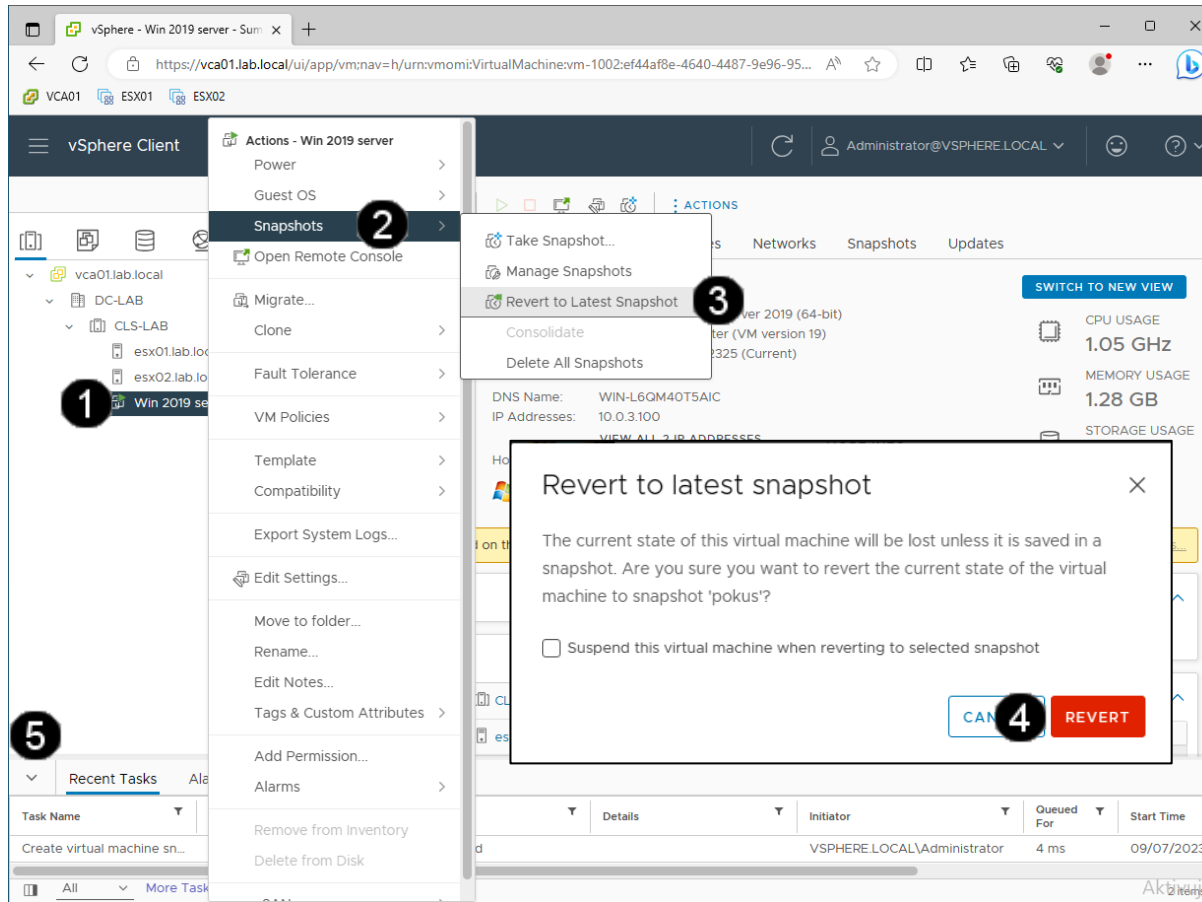 vSphere - Win 2019 server - Sum
https://vca01.lab.local/ui/app/vm;nav=h/urn:vmomi:VirtualMachine:vm-1002:ef44af8e-4640-4487-9e96-95...
VCA01 ESX01 ESX02
vSphere Client
Administrator@VSPHERE.LOCAL
Actions - Win 2019 server
Power
Guest OS
Snapshots 2
Open Remote Console
Migrate...
Clone
Fault Tolerance
VM Policies
Template
Compatibility
Export System Logs...
Edit Settings...
Move to folder...
Rename...
Edit Notes...
Tags & Custom Attributes
Add Permission...
Alarms
Remove from Inventory
Delete from Disk
ACTIONS
Take Snapshot...
Manage Snapshots
Revert to Latest Snapshot 3
Consolidate
Delete All Snapshots
Networks Snapshots Updates
vca01.lab.local
DC-LAB
CLS-LAB
esx01.lab.loc
esx02.lab.lo
1 Win 2019 se
SWITCH TO NEW VIEW
ver 2019 (64-bit)
ter (VM version 19)
2325 (Current)
DNS Name: WIN-L6QM40T5AIC
IP Addresses: 10.0.3.100
VIEW ALL 2 IP ADDRESSES
Ho
CPU USAGE
1.05 GHz
MEMORY USAGE
1.28 GB
STORAGE USAGE
d on th
CL
es
Revert to latest snapshot
The current state of this virtual machine will be lost unless it is saved in a
snapshot. Are you sure you want to revert the current state of the virtual
machine to snapshot 'pokus'?
Suspend this virtual machine when reverting to selected snapshot
CAN 4 REVERT
5
Recent Tasks Ala
Task Name Details Initiator Queued For Start Time
Create virtual machine sn... d VSPHERE.LOCAL\Administrator 4 ms 09/07/2023
All More Task
2 items